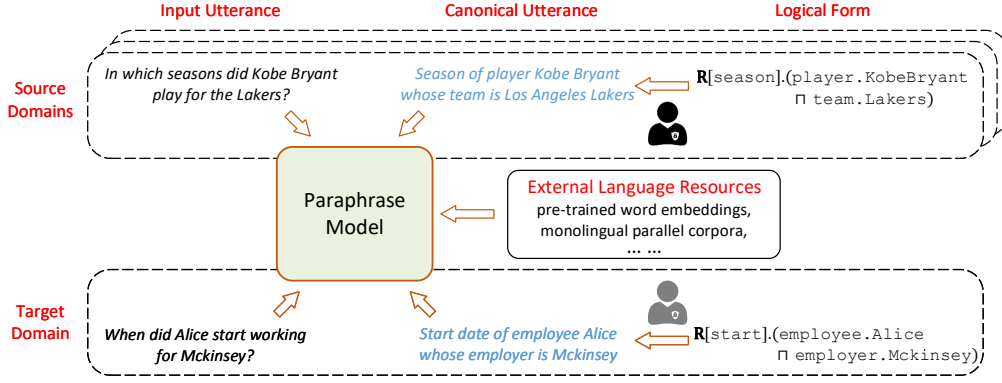 Input Utterance
Canonical Utterance
Logical Form
Source
Domains
In which seasons did Kobe Bryant
play for the Lakers?
Season of player Kobe Bryant
whose team is Los Angeles Lakers
R[season].(player.KobeBryant
⊓ team.Lakers)
Paraphrase
Model
External Language Resources
pre-trained word embeddings,
monolingual parallel corpora,
... ...
Target
Domain
When did Alice start working
for Mckinsey?
Start date of employee Alice
whose employer is Mckinsey
R[start].(employee.Alice
⊓ employer.Mckinsey)